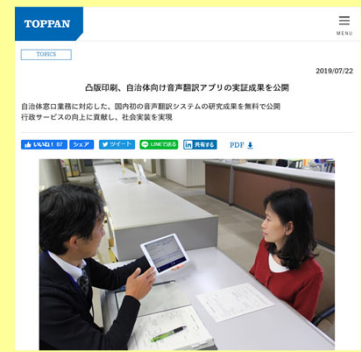 TOPPAN
MENU
TOPICS
2019/07/22
凸版印刷、自治体向け音声翻訳アプリの実証成果を公開
自治体窓口業務に対応した、国内初の音声翻訳システムの研究成果を無料で公開
行政サービスの向上に貢献し、社会実装を実現
いいね! 87 シェア ツイート LINEで送る 共有する PDF